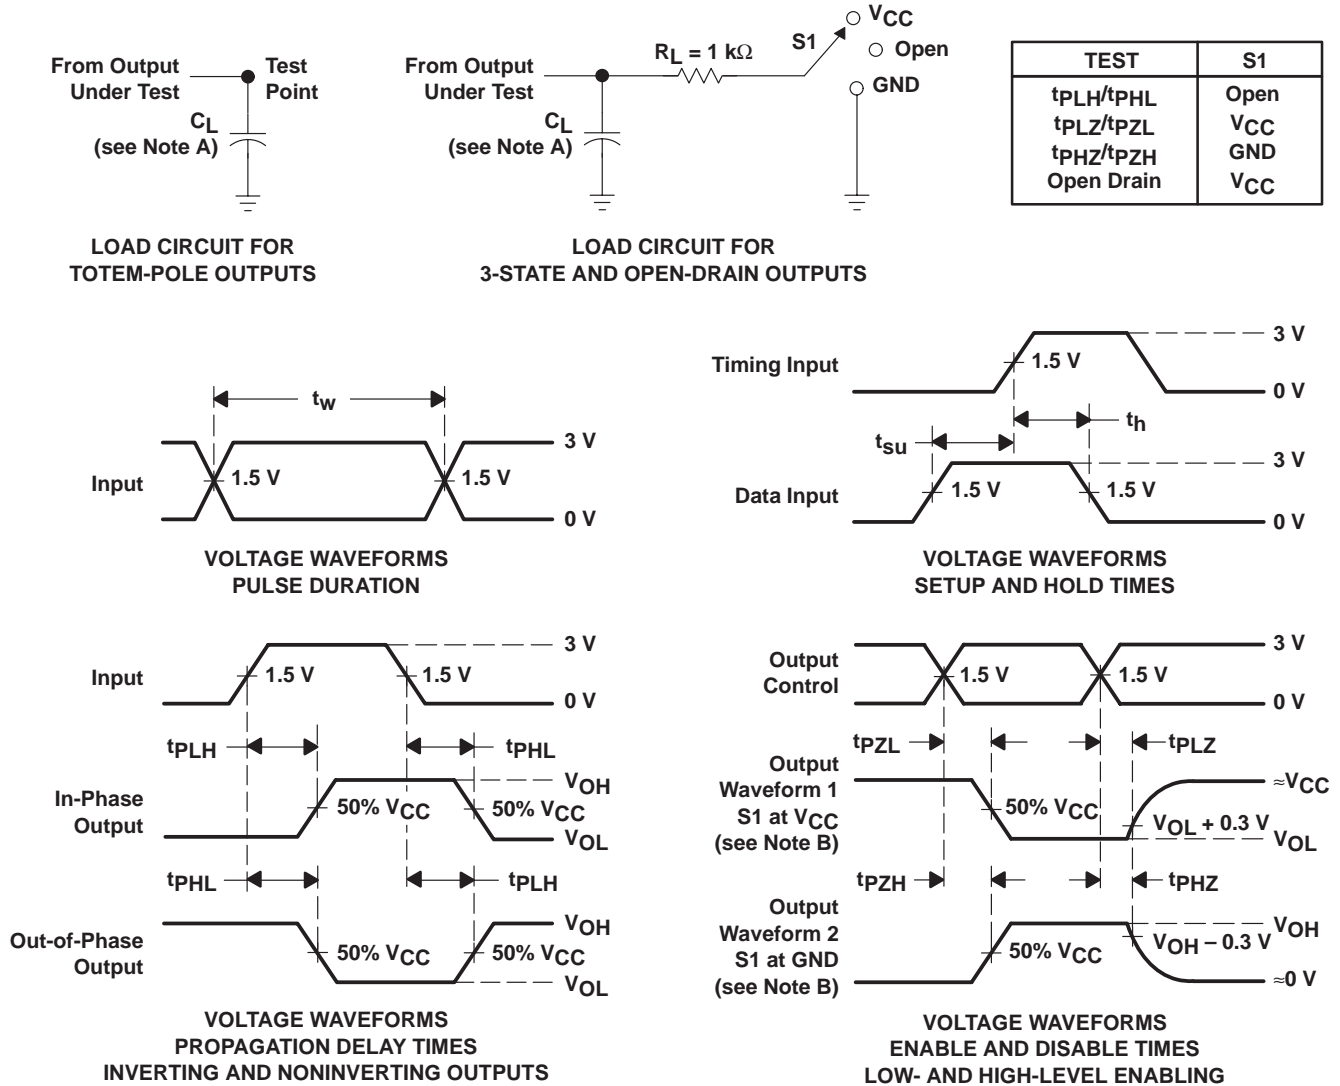 From Output
Under Test
Test
Point
CL
(see Note A)
LOAD CIRCUIT FOR
TOTEM-POLE OUTPUTS
From Output
Under Test
CL
(see Note A)
RL = 1 kΩ
S1
VCC
Open
GND
LOAD CIRCUIT FOR
3-STATE AND OPEN-DRAIN OUTPUTS
TEST S1
tPLH/tPHL Open
tPLZ/tPZL VCC
tPHZ/tPZH GND
Open Drain VCC
tw
Input
1.5 V
1.5 V
3 V
0 V
VOLTAGE WAVEFORMS
PULSE DURATION
Timing Input
1.5 V
3 V
0 V
th
tsu
Data Input
1.5 V
1.5 V
3 V
0 V
VOLTAGE WAVEFORMS
SETUP AND HOLD TIMES
Input
1.5 V
1.5 V
3 V
0 V
tPLH
tPHL
In-Phase
Output
50% VCC
50% VCC
VOH
VOL
tPHL
tPLH
Out-of-Phase
Output
50% VCC
50% VCC
VOH
VOL
VOLTAGE WAVEFORMS
PROPAGATION DELAY TIMES
INVERTING AND NONINVERTING OUTPUTS
Output
Control
1.5 V
1.5 V
3 V
0 V
tPZL
tPLZ
Output
Waveform 1
S1 at VCC
(see Note B)
50% VCC
≈VCC
VOL + 0.3 V
VOL
tPZH
tPHZ
Output
Waveform 2
S1 at GND
(see Note B)
50% VCC
VOH
VOH – 0.3 V
≈0 V
VOLTAGE WAVEFORMS
ENABLE AND DISABLE TIMES
LOW- AND HIGH-LEVEL ENABLING